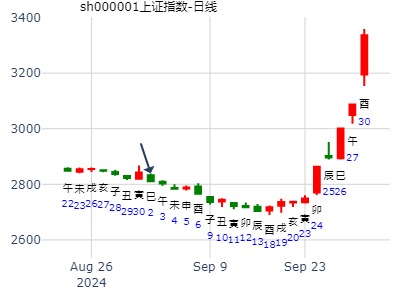 sh000001上证指数-日线
3400
3200
3000
2800
2600
午 未 戌 亥 子 丑 寅 巳 午 未 申 酉 子 丑 寅 卯 酉 戌 亥 寅 卯 辰 巳 午 酉
22 23 26 27 28 29 30 2 3 4 5 6 9 10 11 12 13 18 19 20 23 24 25 26 27 30
Aug 26 Sep 9 Sep 23
2024